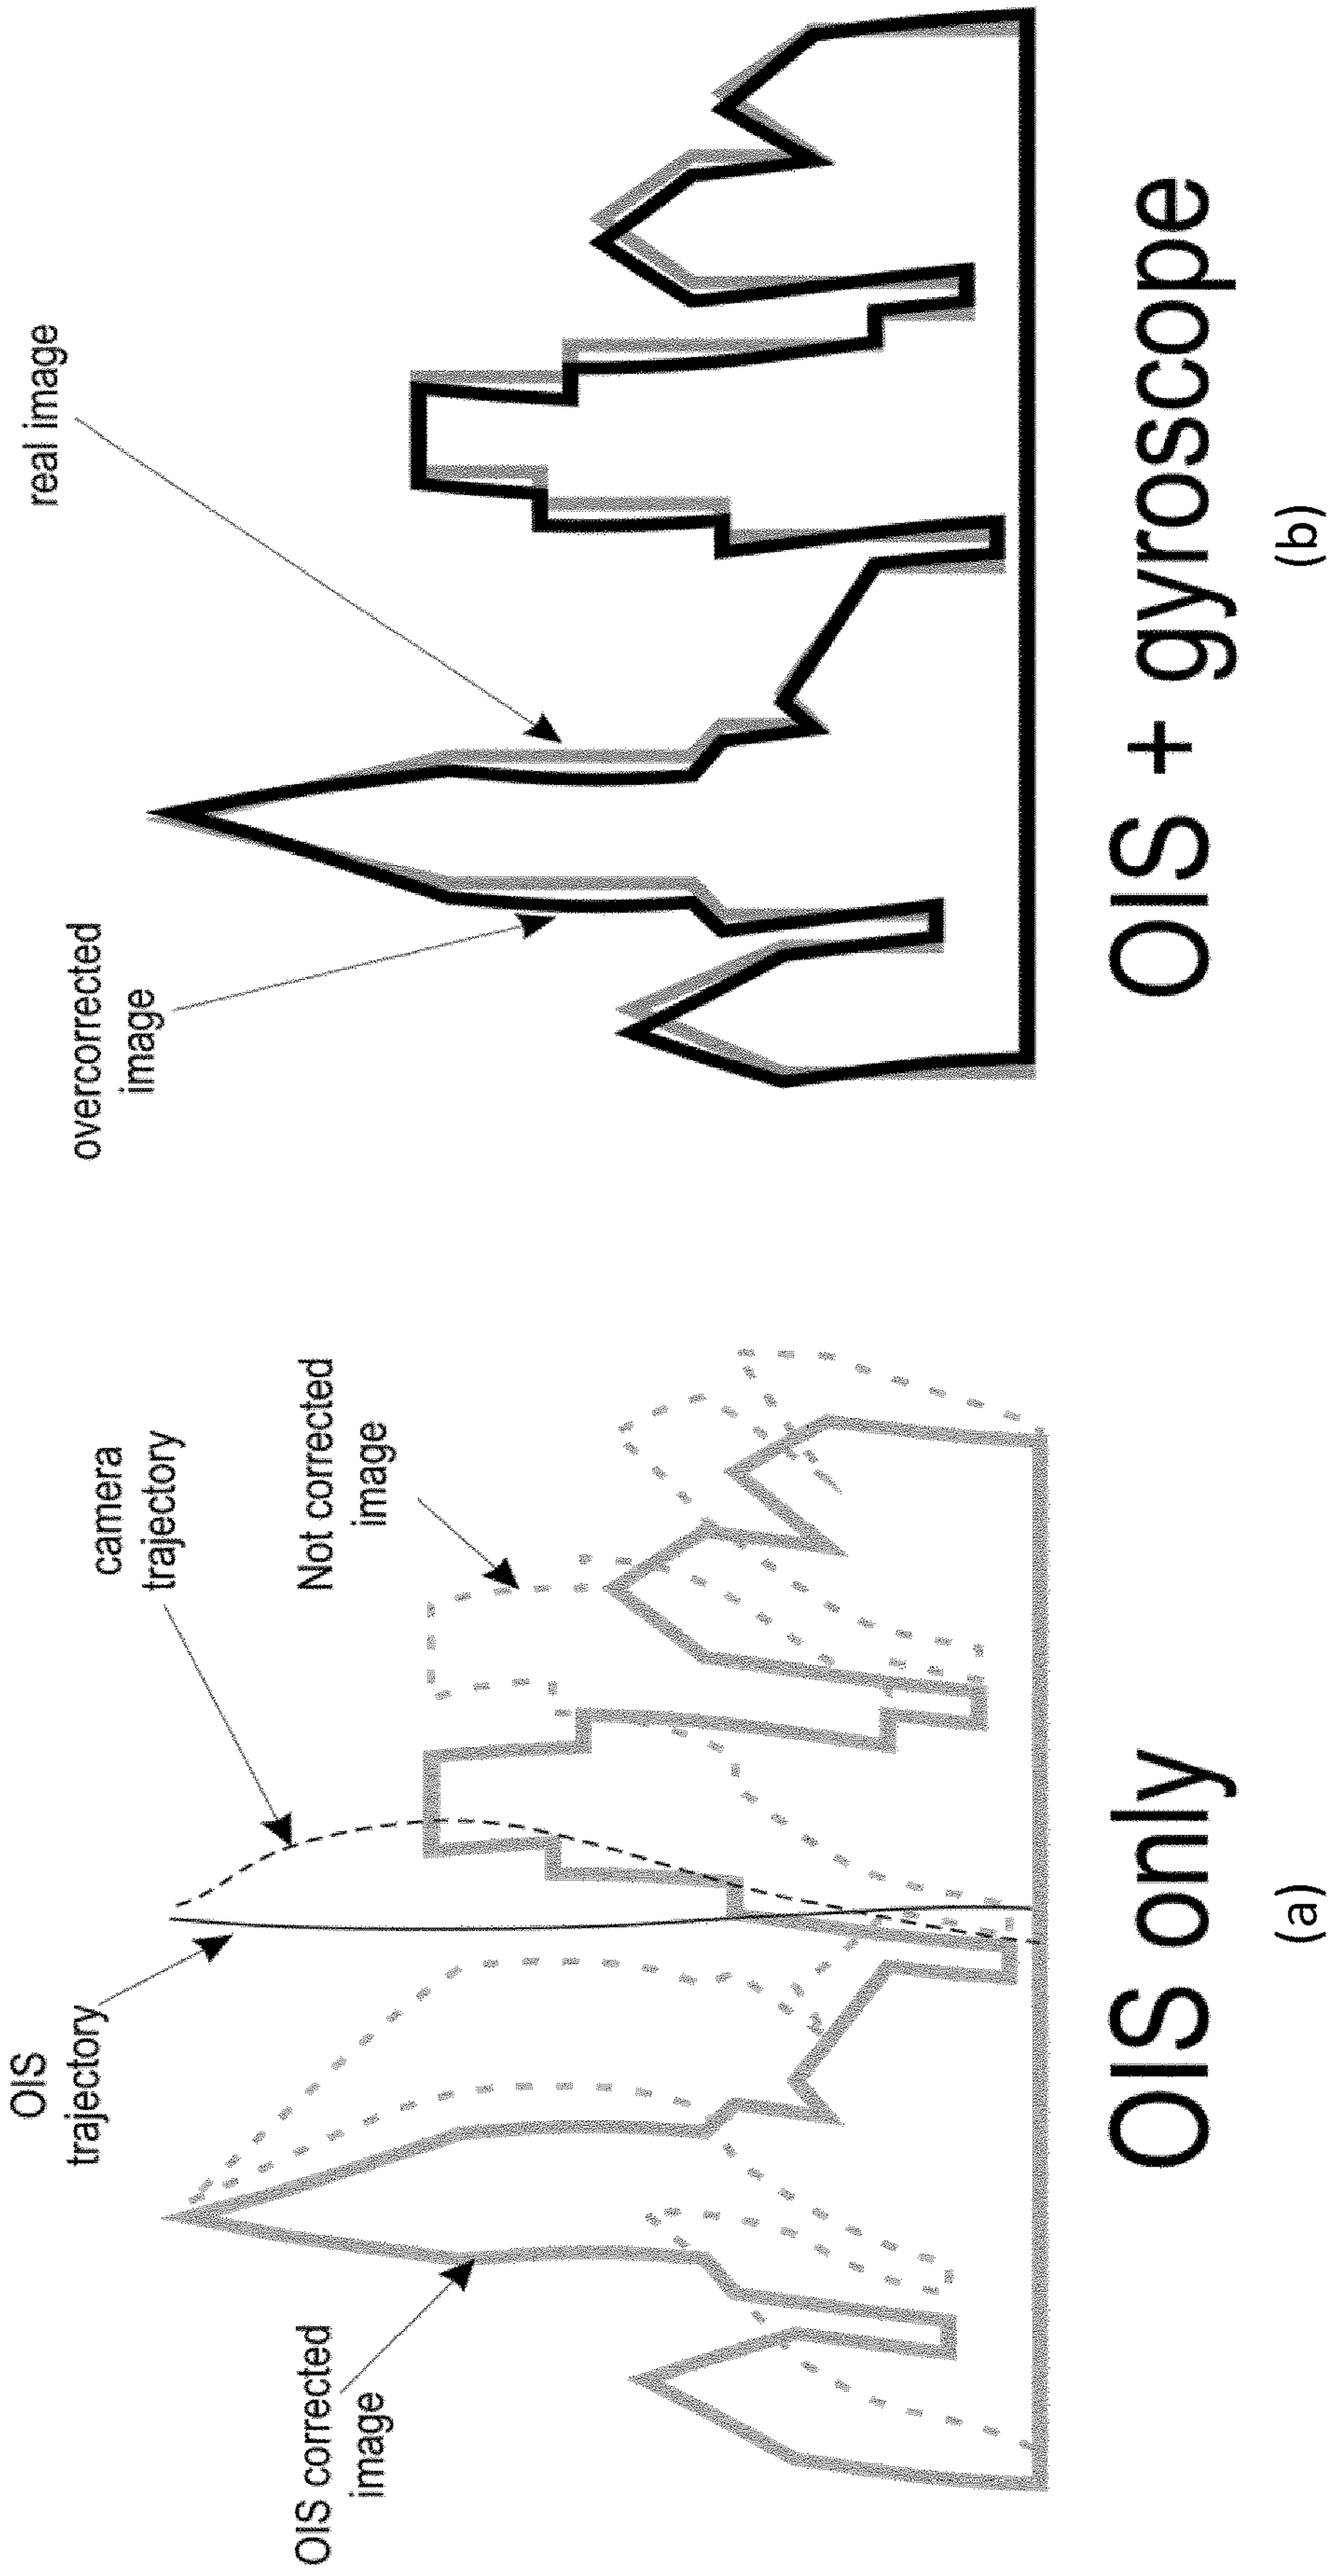 OIS
trajectory
camera
trajectory
OIS corrected
image
Not corrected
image
OIS only
(a)
real image
overcorrected
image
OIS + gyroscope
(b)